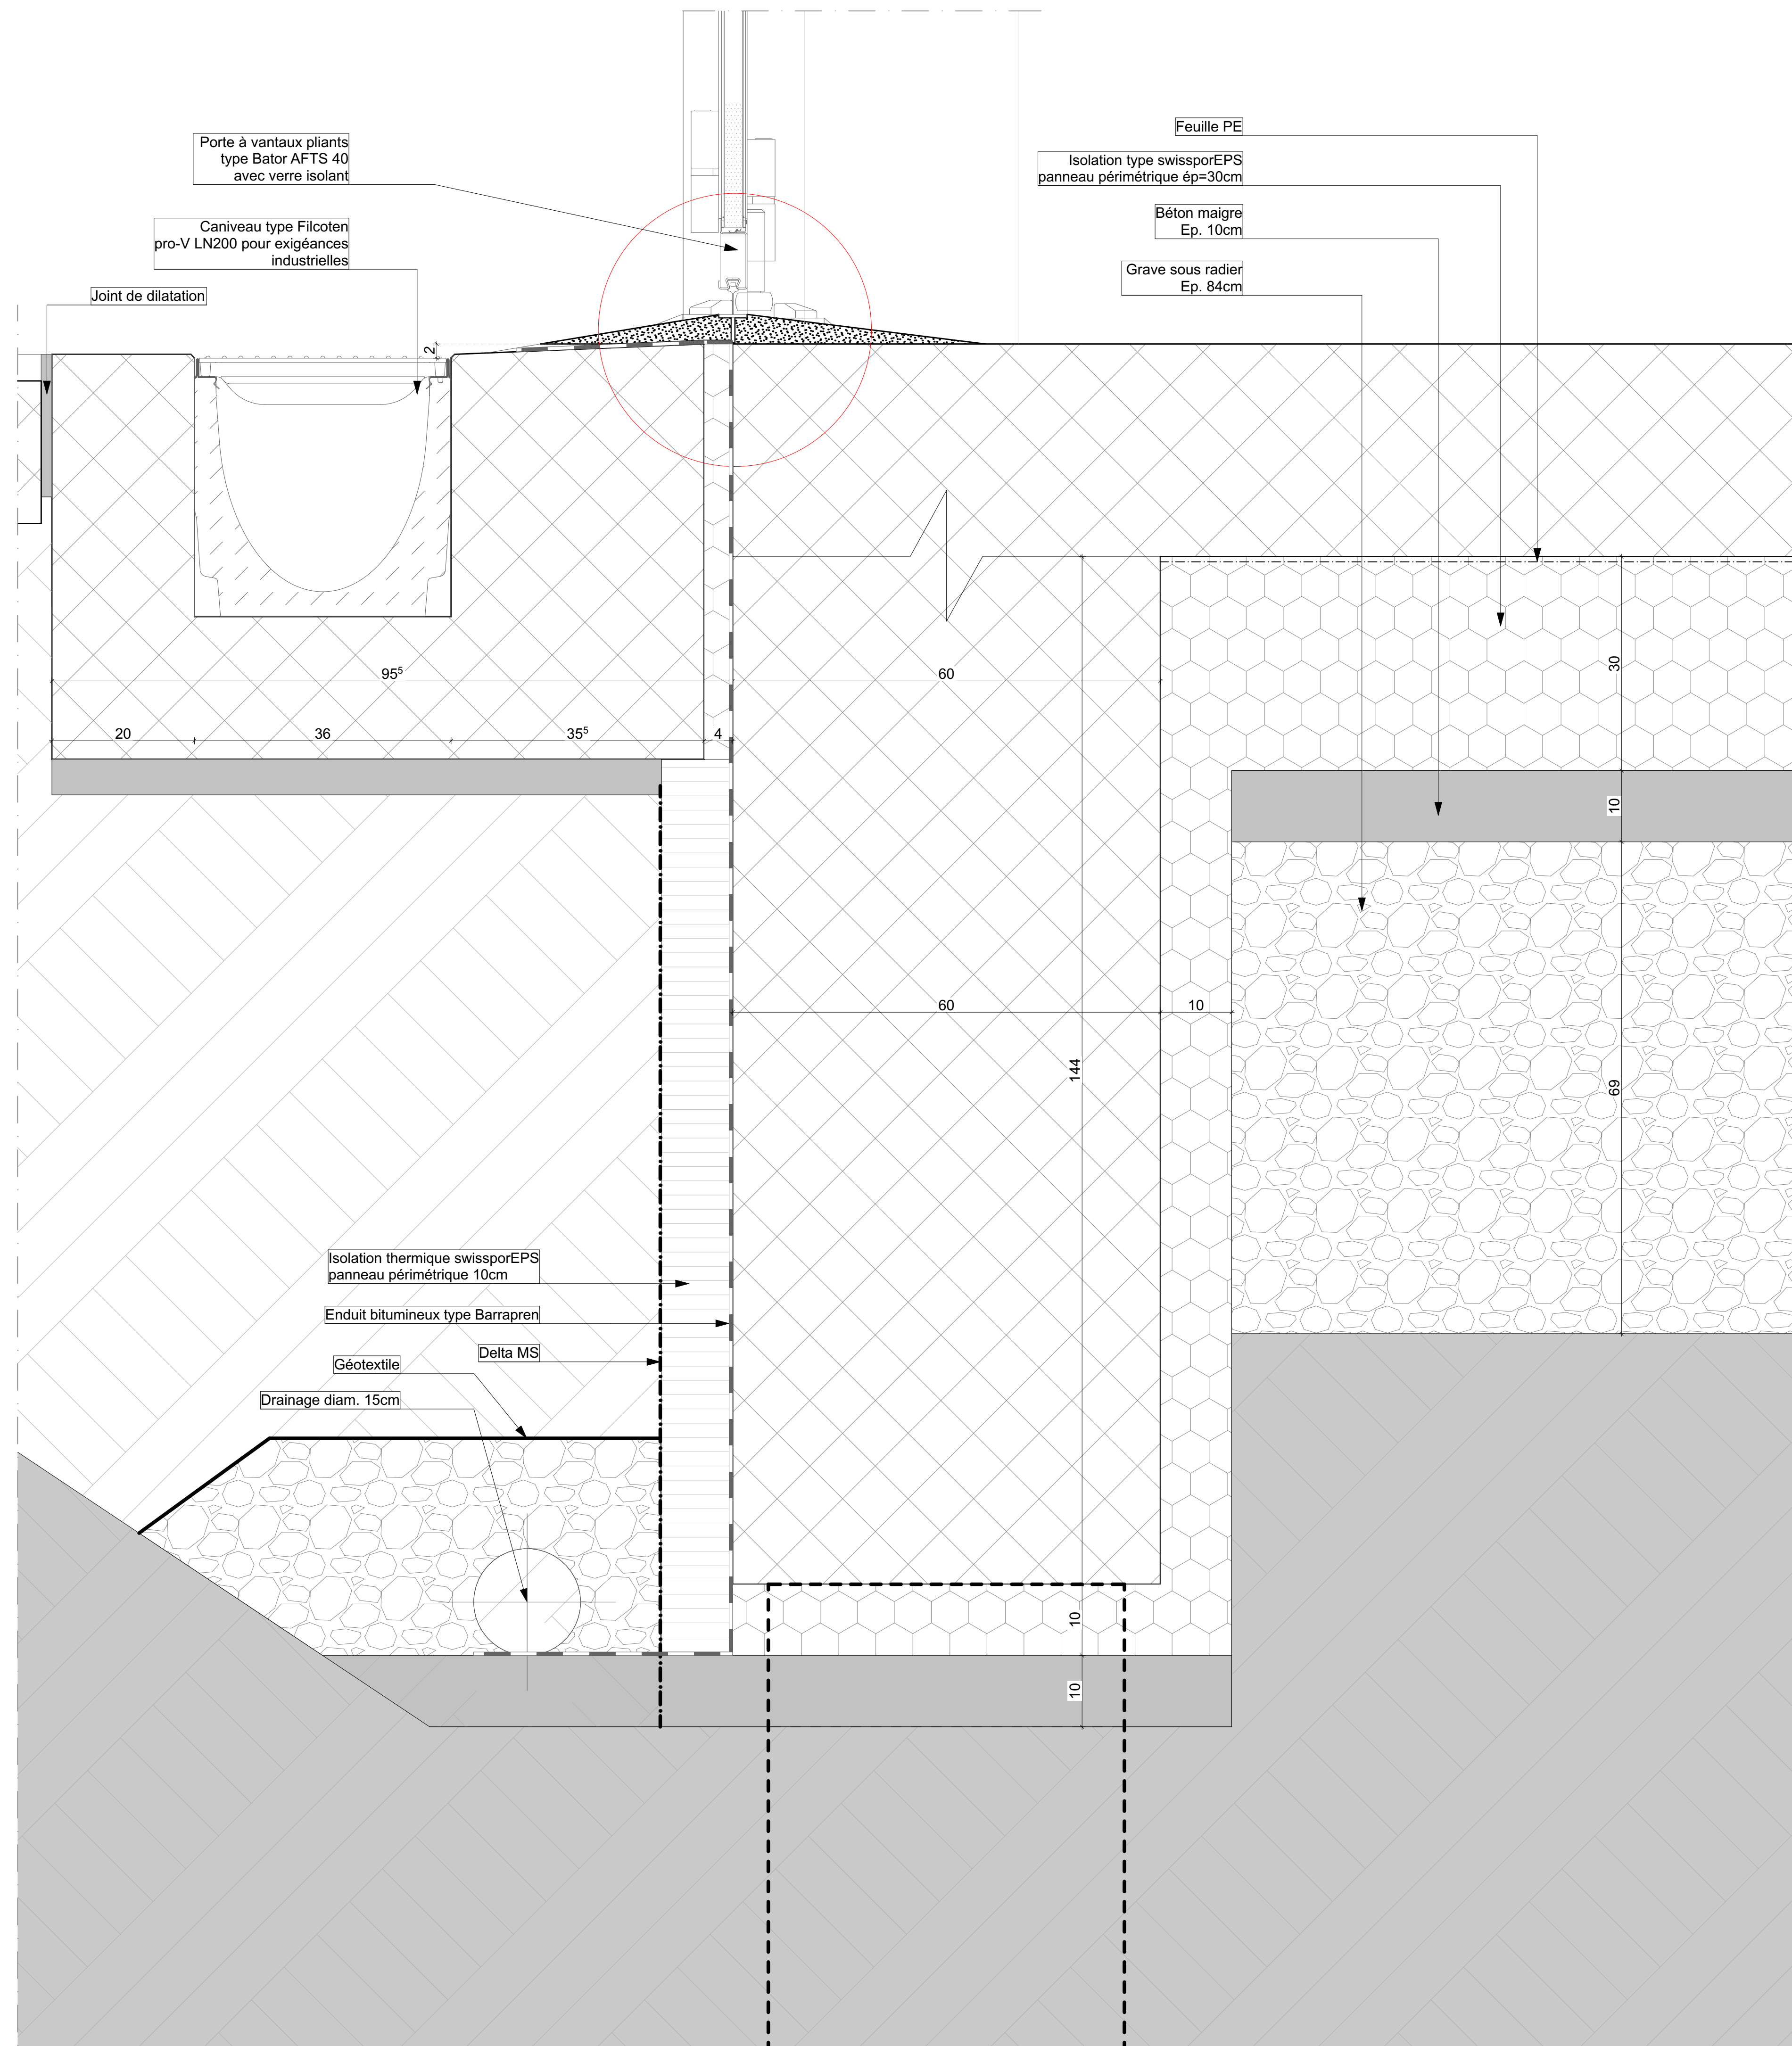 Porte à vantaux pliants
type Bator AFTS 40
avec verre isolant
Caniveau type Filcoten
pro-V LN200 pour exigéances
industrielles
Joint de dilatation
Feuille PE
Isolation type swissporEPS
panneau périmétrique ép=30cm
Béton maigre
Ep. 10cm
Grave sous radier
Ep. 84cm
2
95⁵
60
20
36
35⁵
4
30
10
60
10
144
69
Isolation thermique swissporEPS
panneau périmétrique 10cm
Enduit bitumineux type Barrapren
Delta MS
Géotextile
Drainage diam. 15cm
10
10